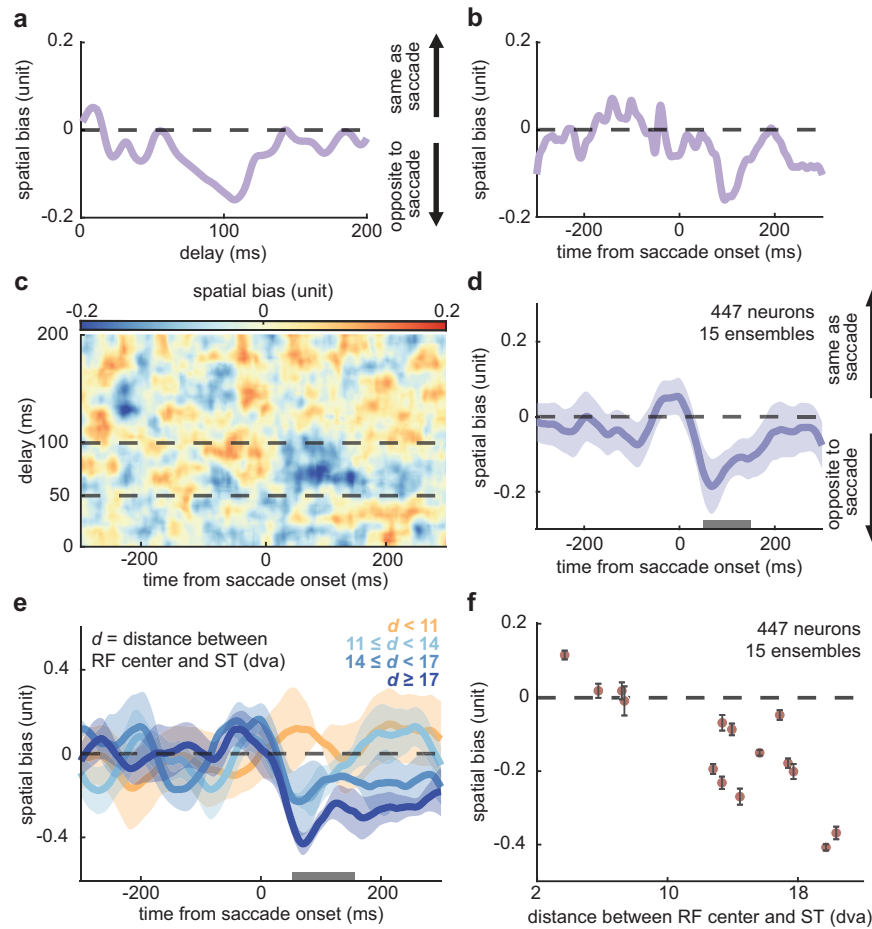 a
0.2
0
-0.2
spatial bias (unit)
0
100
200
delay (ms)
same as
saccade
opposite to
saccade
b
0.2
0
-0.2
spatial bias (unit)
-200
0
200
time from saccade onset (ms)
c
spatial bias (unit)
-0.2
0
0.2
200
150
100
50
0
delay (ms)
-200
0
200
time from saccade onset (ms)
d
447 neurons
15 ensembles
0.2
0
-0.2
spatial bias (unit)
-200
0
200
time from saccade onset (ms)
same as
saccade
opposite to
saccade
e
d = distance between
RF center and ST (dva)
d < 11
11 ≤ d < 14
14 ≤ d < 17
d ≥ 17
0.4
0
-0.4
spatial bias (unit)
-200
0
200
time from saccade onset (ms)
f
447 neurons
15 ensembles
0.2
0
-0.2
-0.4
spatial bias (unit)
2
10
18
distance between RF center and ST (dva)